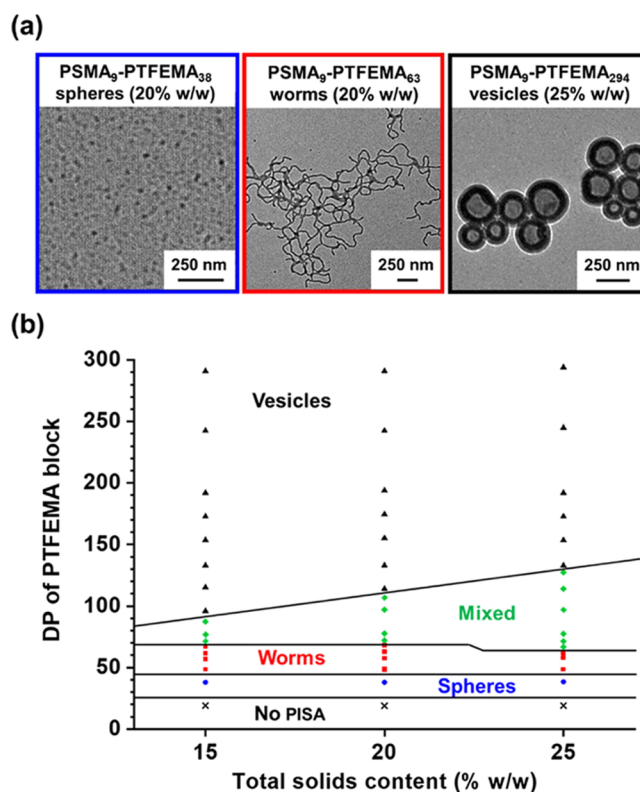 (a)
PSMA₉-PTFEMA₃₈
spheres (20% w/w)
PSMA₉-PTFEMA₆₃
worms (20% w/w)
PSMA₉-PTFEMA₂₉₄
vesicles (25% w/w)
250 nm
250 nm
250 nm
(b)
DP of PTFEMA block
300
250
200
150
100
50
0
Vesicles
Mixed
Worms
Spheres
No PISA
15
20
25
Total solids content (% w/w)